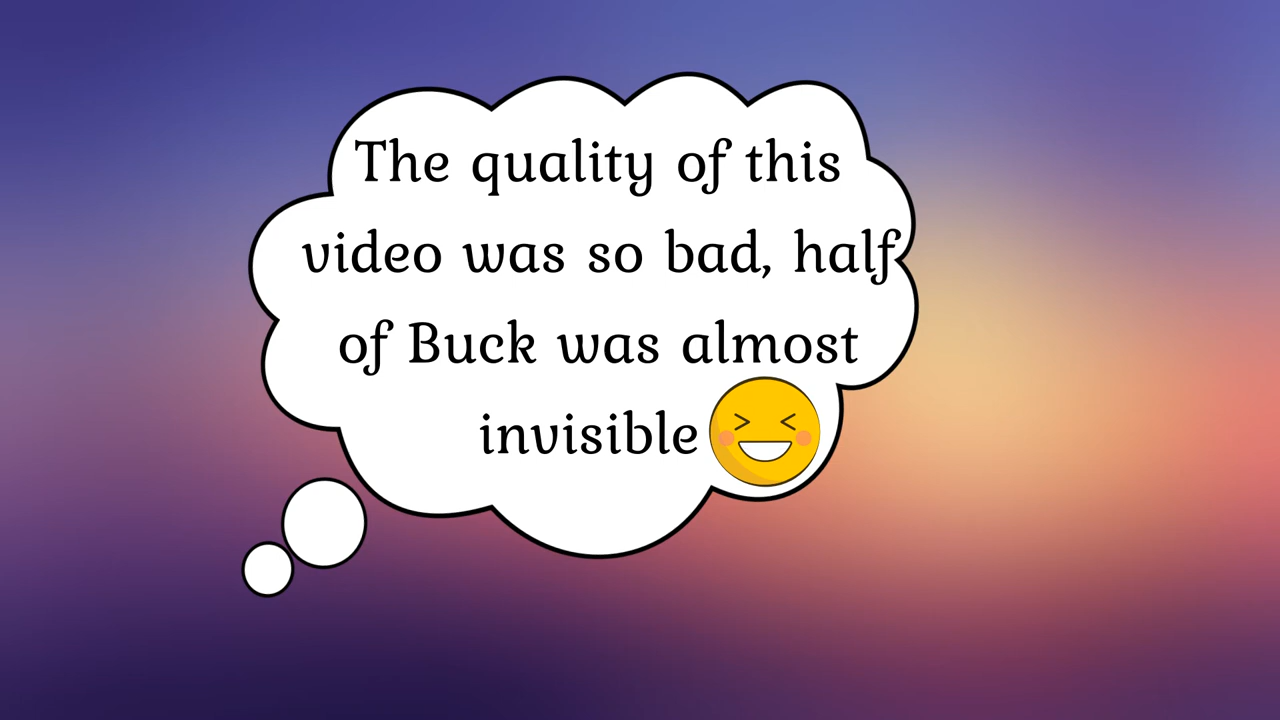 The quality of this
video was so bad, half
of Buck was almost
invisible